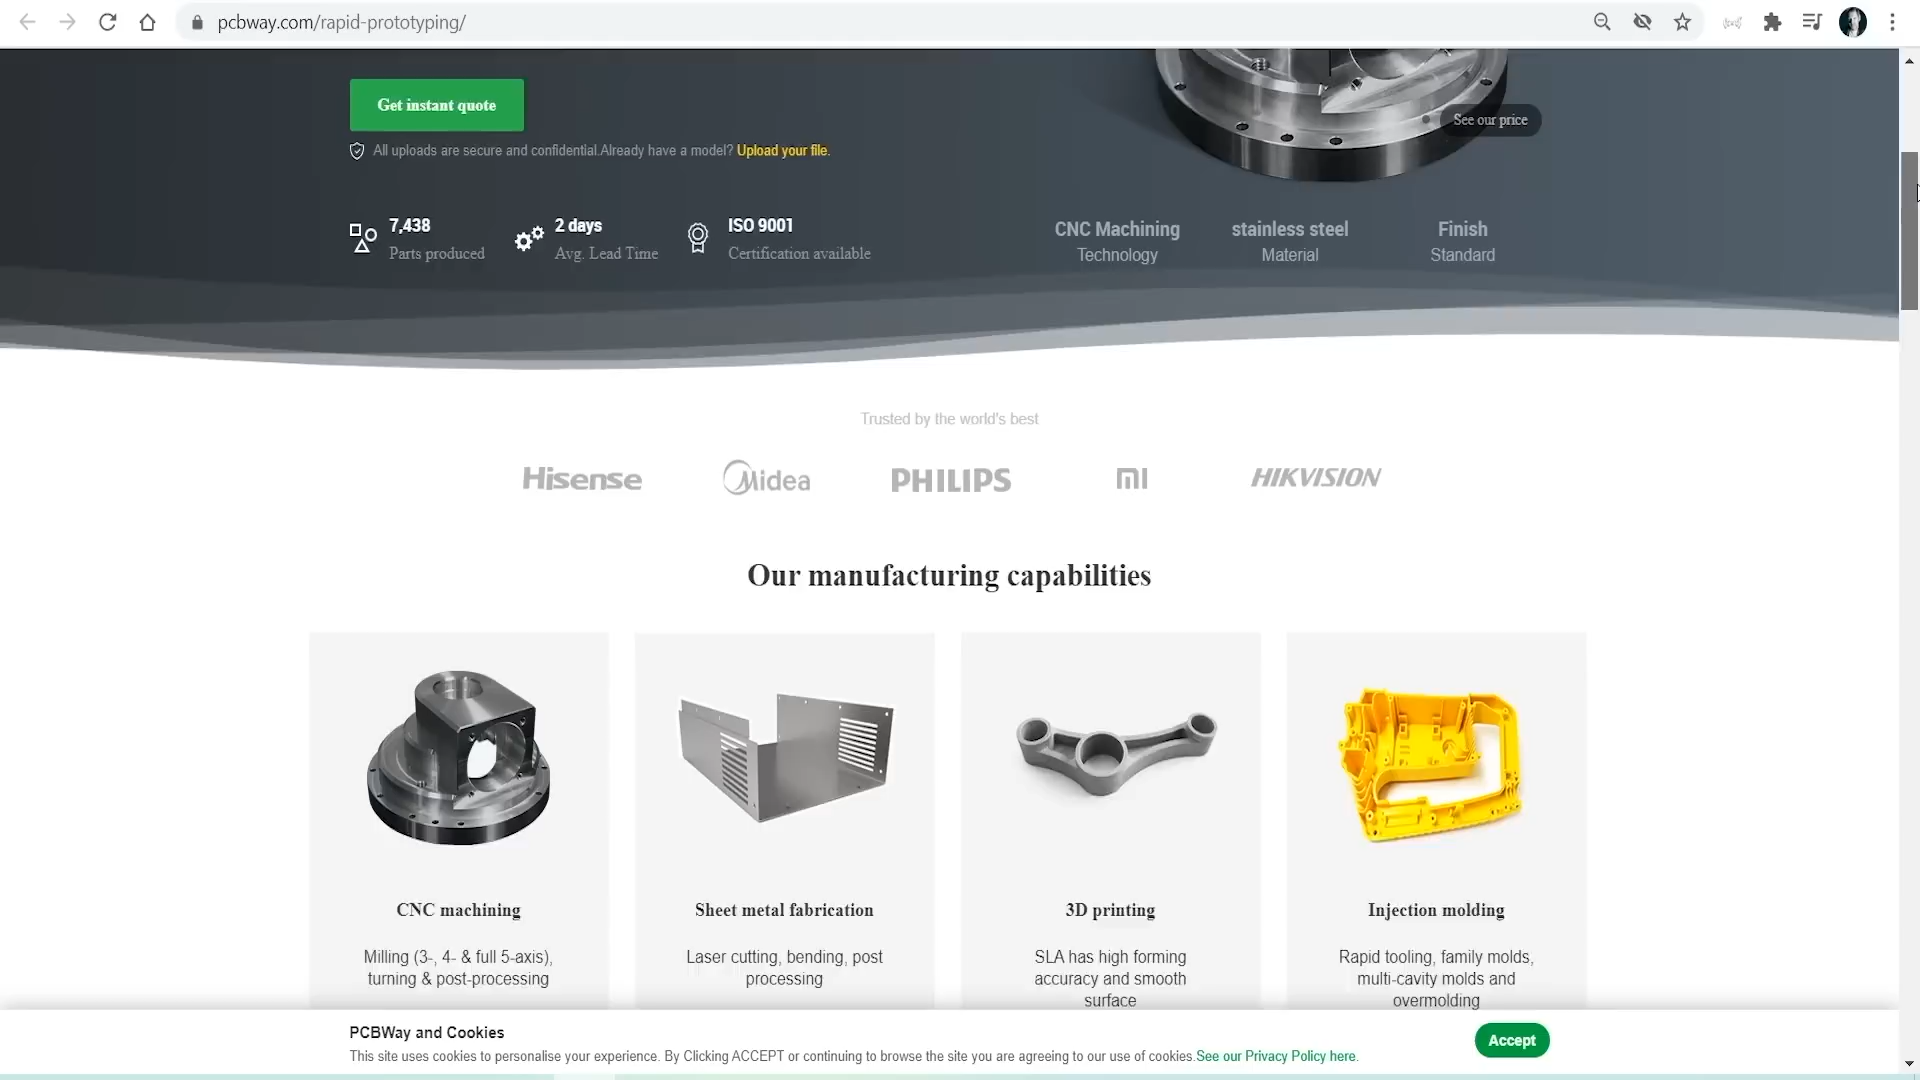 pcbway.com/rapid-prototyping/
Get instant quote
See our price
All uploads are secure and confidential.Already have a model? Upload your file.
7,438
Parts produced
2 days
Avg. Lead Time
ISO 9001
Certification available
CNC Machining
Technology
stainless steel
Material
Finish
Standard
Trusted by the world's best
Hisense
Midea
PHILIPS
mi
HIKVISION
Our manufacturing capabilities
CNC machining
Milling (3-, 4- & full 5-axis),
turning & post-processing
Sheet metal fabrication
Laser cutting, bending, post
processing
3D printing
SLA has high forming
accuracy and smooth
surface
Injection molding
Rapid tooling, family molds,
multi-cavity molds and
overmolding
PCBWay and Cookies
This site uses cookies to personalise your experience. By Clicking ACCEPT or continuing to browse the site you are agreeing to our use of cookies.See our Privacy Policy here.
Accept